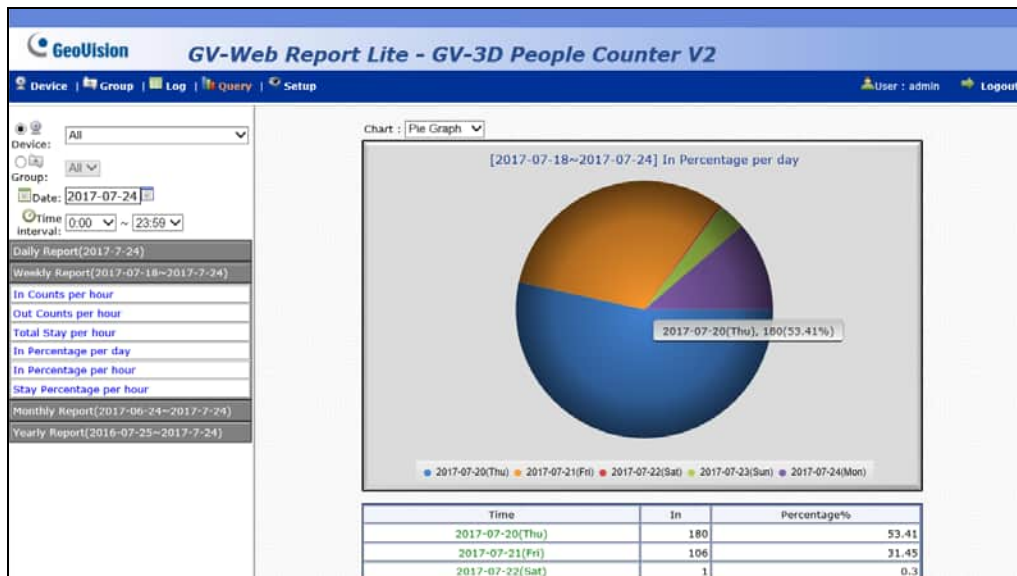 GeoVision
GV-Web Report Lite - GV-3D People Counter V2
Device | Group | Log | Query | Setup
User : admin
Logout
Device:
All
Group:
All
Date: 2017-07-24
Time interval: 0:00 ~ 23:59
Daily Report(2017-7-24)
Weekly Report(2017-07-18~2017-7-24)
In Counts per hour
Out Counts per hour
Total Stay per hour
In Percentage per day
In Percentage per hour
Stay Percentage per hour
Monthly Report(2017-06-24~2017-7-24)
Yearly Report(2016-07-25~2017-7-24)
Chart : Pie Graph
[2017-07-18~2017-07-24] In Percentage per day
2017-07-20(Thu), 180(53.41%)
2017-07-20(Thu) 2017-07-21(Fri) 2017-07-22(Sat) 2017-07-23(Sun) 2017-07-24(Mon)
Time In Percentage%
2017-07-20(Thu) 180 53.41
2017-07-21(Fri) 106 31.45
2017-07-22(Sat) 1 0.3